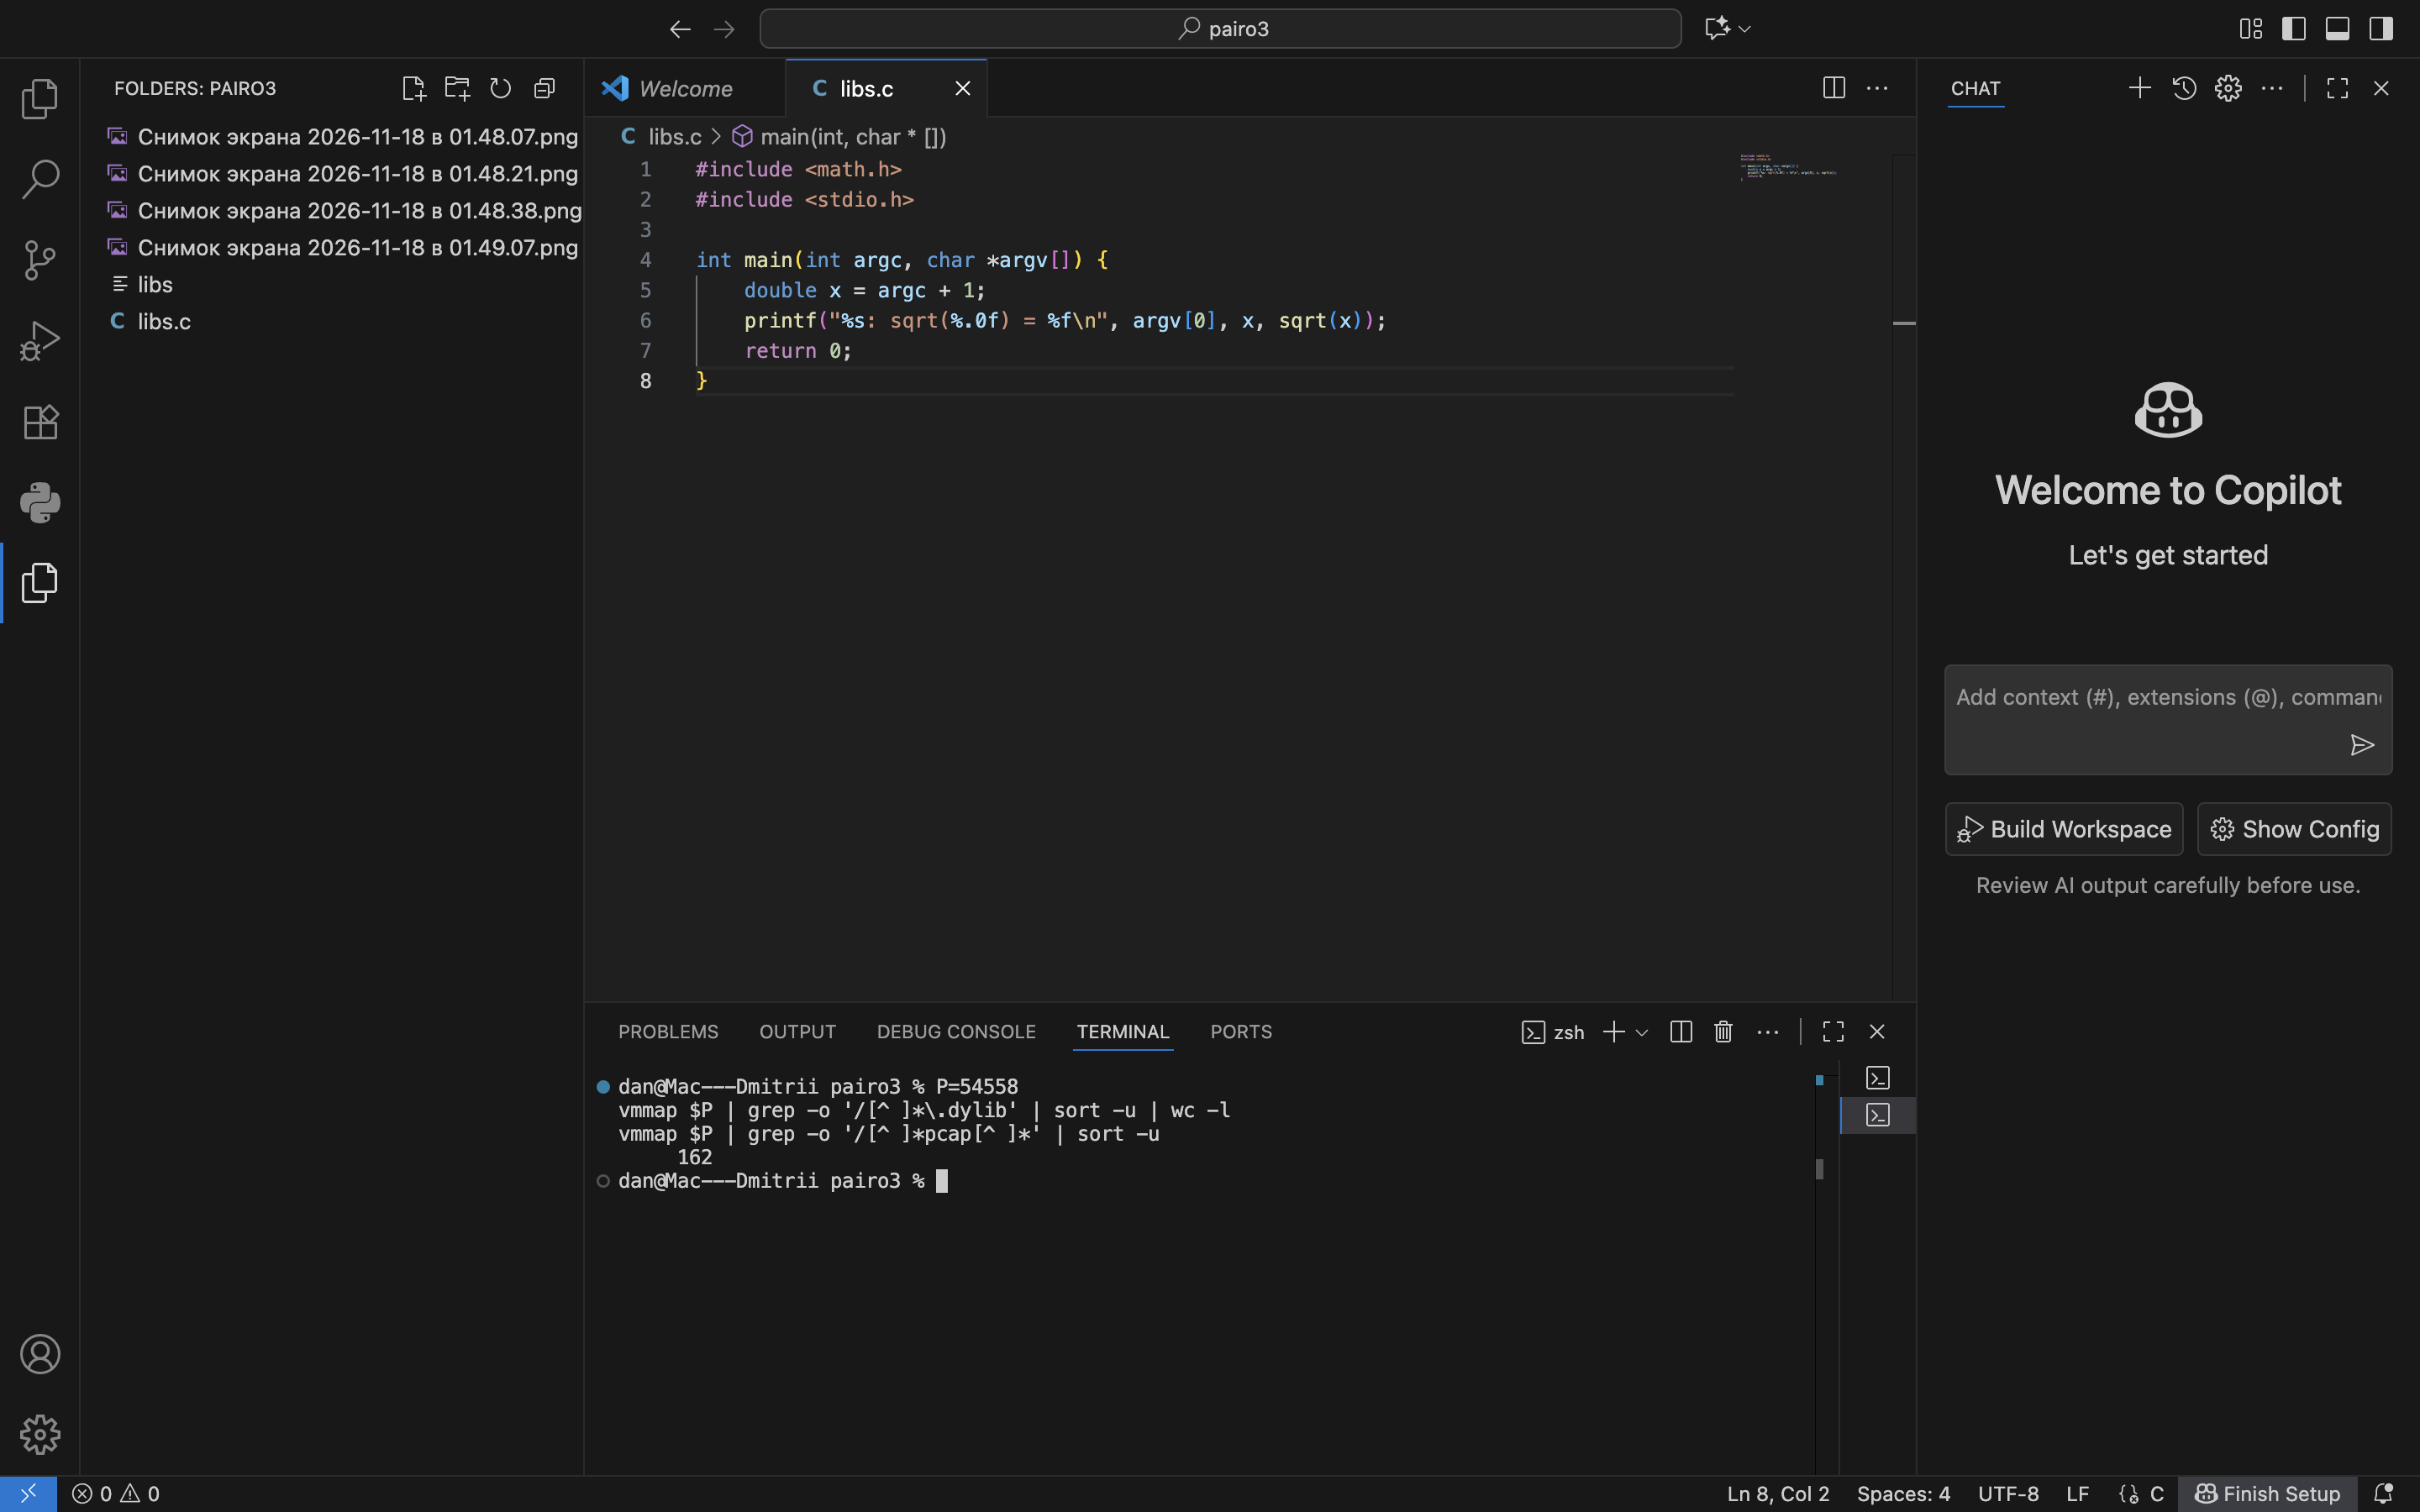 pairo3
FOLDERS: PAIRO3
Снимок экрана 2026-11-18 в 01.48.07.png
Снимок экрана 2026-11-18 в 01.48.21.png
Снимок экрана 2026-11-18 в 01.48.38.png
Снимок экрана 2026-11-18 в 01.49.07.png
libs
C libs.c
Welcome
C libs.c
C libs.c > main(int, char * [])
1 #include <math.h>
2 #include <stdio.h>
3
4 int main(int argc, char *argv[]) {
5 double x = argc + 1;
6 printf("%s: sqrt(%.0f) = %f\n", argv[0], x, sqrt(x));
7 return 0;
8 }
PROBLEMS OUTPUT DEBUG CONSOLE TERMINAL PORTS zsh
dan@Mac---Dmitrii pairo3 % P=54558
vmmap $P | grep -o '/[^ ]*\.dylib' | sort -u | wc -l
vmmap $P | grep -o '/[^ ]*pcap[^ ]*' | sort -u
162
dan@Mac---Dmitrii pairo3 %
CHAT
Welcome to Copilot
Let's get started
Add context (#), extensions (@), comman
Build Workspace Show Config
Review AI output carefully before use.
0 0 Ln 8, Col 2 Spaces: 4 UTF-8 LF C Finish Setup